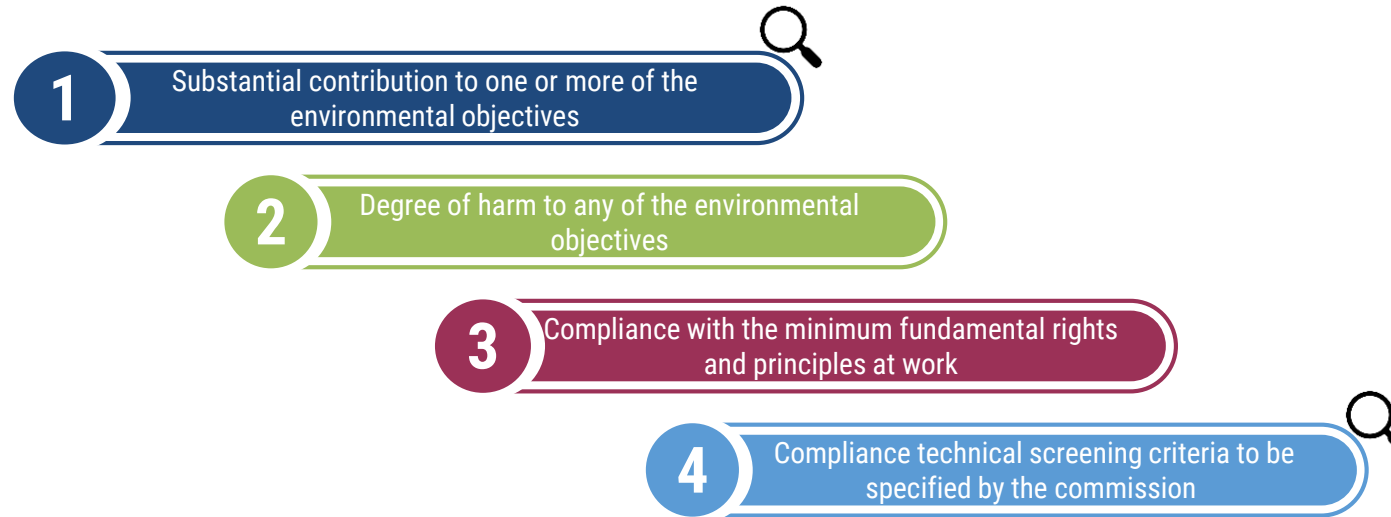 1
Substantial contribution to one or more of the
environmental objectives
2
Degree of harm to any of the environmental
objectives
3
Compliance with the minimum fundamental rights
and principles at work
4
Compliance technical screening criteria to be
specified by the commission